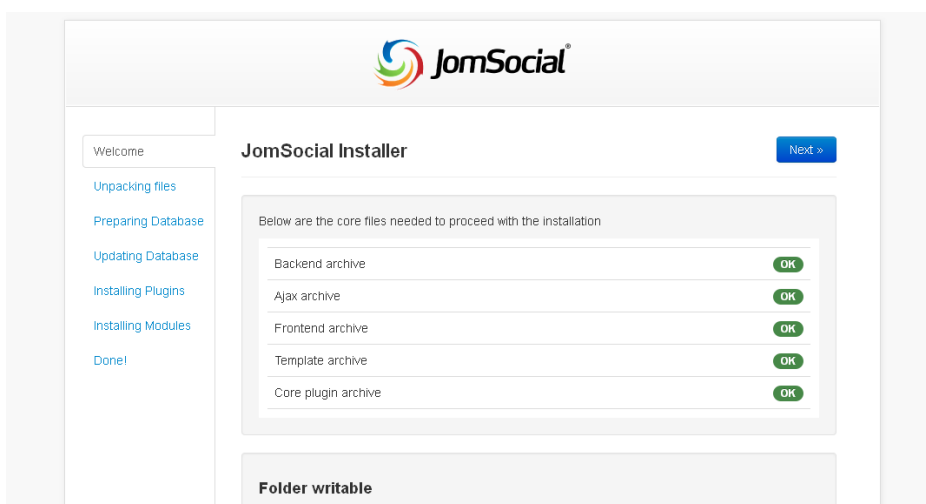 JomSocial®
Welcome
Unpacking files
Preparing Database
Updating Database
Installing Plugins
Installing Modules
Done!
JomSocial Installer
Next »
Below are the core files needed to proceed with the installation
Backend archive OK
Ajax archive OK
Frontend archive OK
Template archive OK
Core plugin archive OK
Folder writable